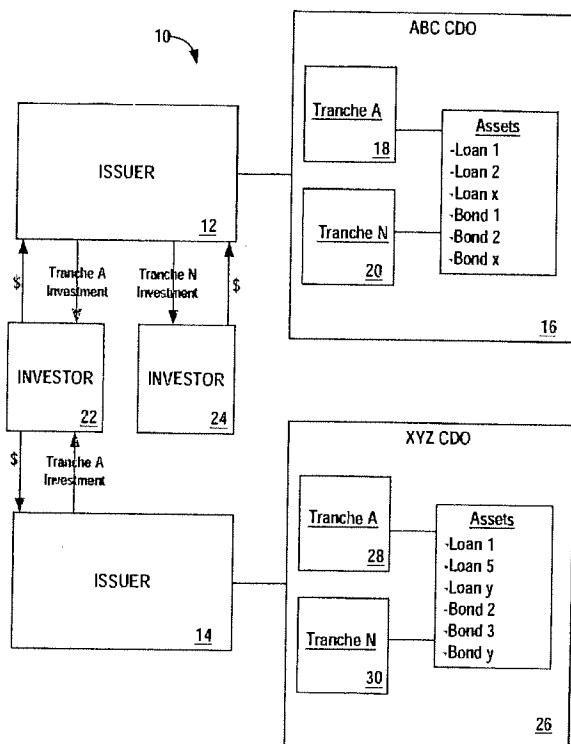 10
ABC CDO
Tranche A
18
Tranche N
20
Assets
-Loan 1
-Loan 2
-Loan x
-Bond 1
-Bond 2
-Bond x
16
ISSUER
12
$
Tranche A
Investment
Tranche N
Investment
$
INVESTOR
22
INVESTOR
24
$
Tranche A
Investment
ISSUER
14
XYZ CDO
Tranche A
28
Tranche N
30
Assets
-Loan 1
-Loan 5
-Loan y
-Bond 2
-Bond 3
-Bond y
26